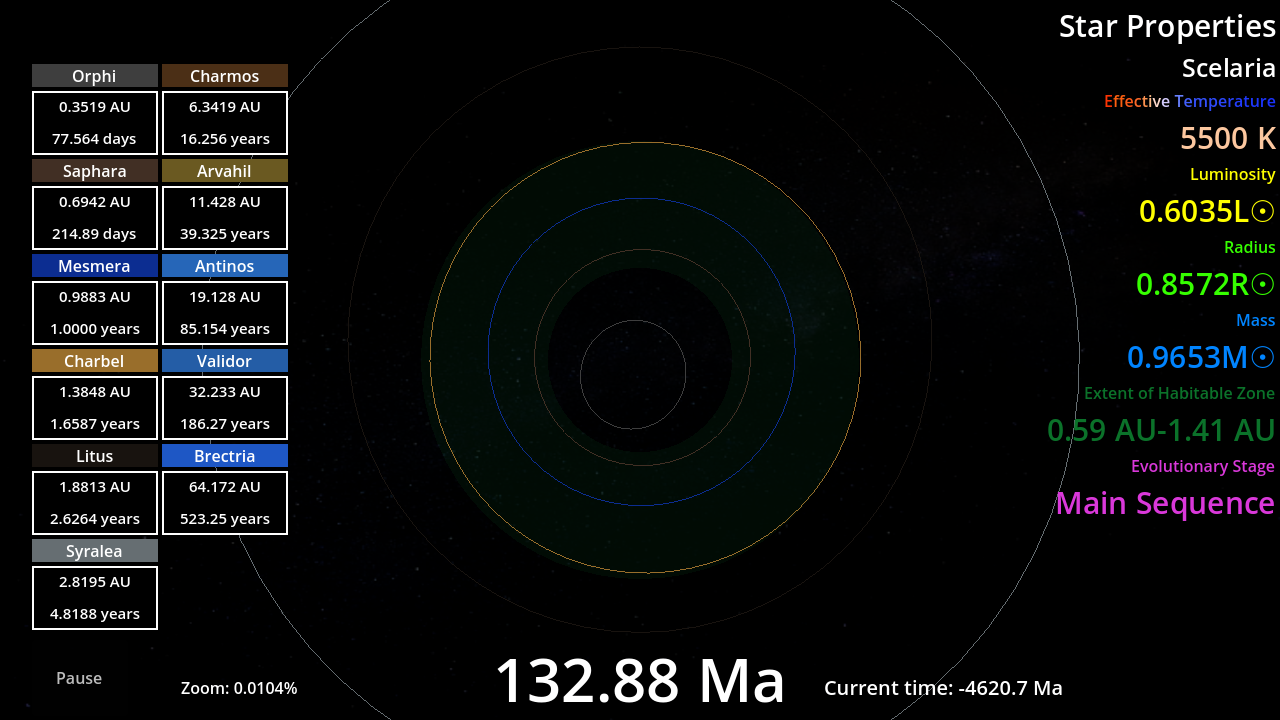 Orphi
0.3519 AU
77.564 days
Saphara
0.6942 AU
214.89 days
Mesmera
0.9883 AU
1.0000 years
Charbel
1.3848 AU
1.6587 years
Litus
1.8813 AU
2.6264 years
Syralea
2.8195 AU
4.8188 years
Charmos
6.3419 AU
16.256 years
Arvahil
11.428 AU
39.325 years
Antinos
19.128 AU
85.154 years
Validor
32.233 AU
186.27 years
Brectria
64.172 AU
523.25 years
Star Properties
Scelaria
Effective Temperature
5500 K
Luminosity
0.6035L☉
Radius
0.8572R☉
Mass
0.9653M☉
Extent of Habitable Zone
0.59 AU-1.41 AU
Evolutionary Stage
Main Sequence
Pause
Zoom: 0.0104%
132.88 Ma
Current time: -4620.7 Ma